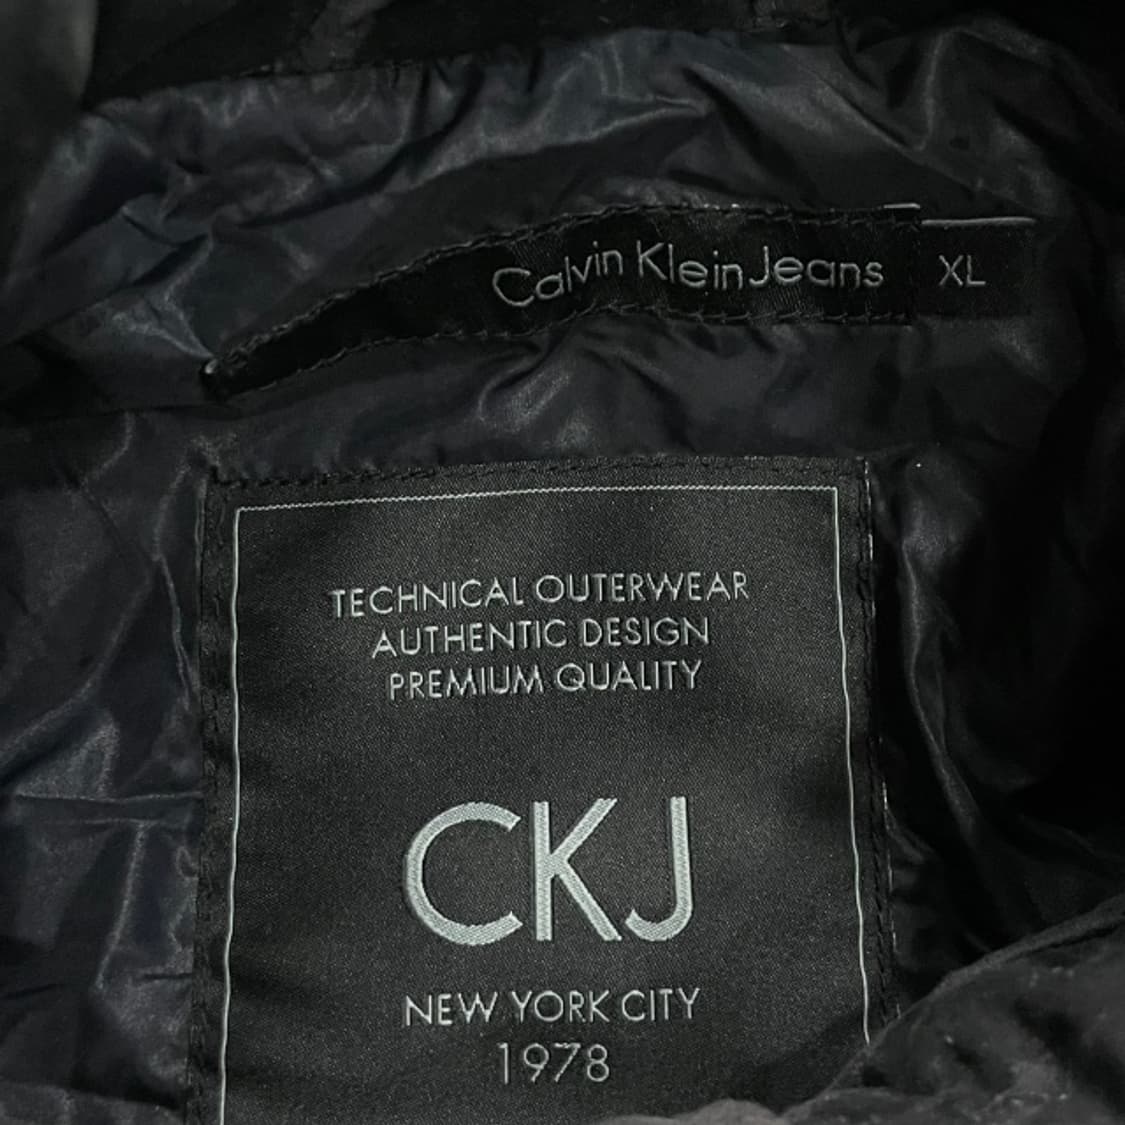 Calvin Klein Jeans XL
TECHNICAL OUTERWEAR
AUTHENTIC DESIGN
PREMIUM QUALITY
CKJ
NEW YORK CITY
1978